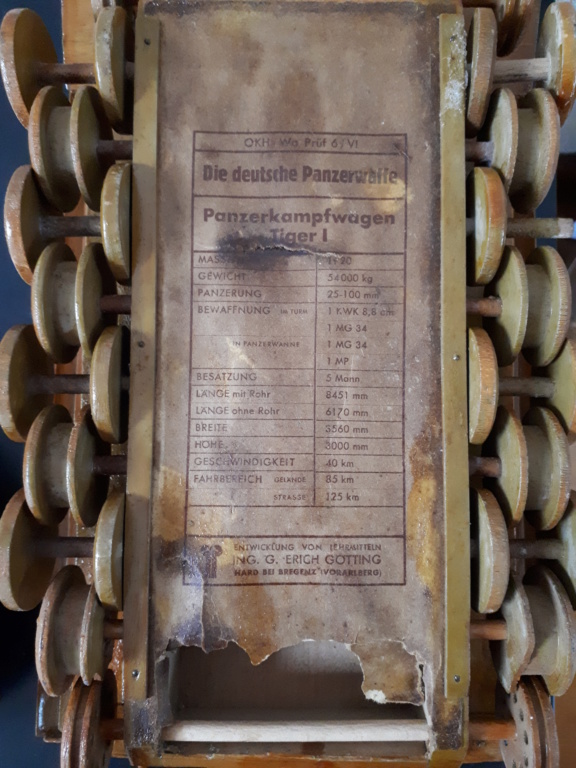 OKH: Wa. Prüf 6 VI
Die deutsche Panzerwaffe
Panzerkampfwagen
Tiger I
MASS 1: 20
GEWICHT 54000 kg
PANZERUNG 25-100 mm
BEWAFFNUNG IM TURM 1 KWK 8,8 cm
1 MG 34
IN PANZERWANNE 1 MG 34
1 MP
BESATZUNG 5 Mann
LÄNGE mit Rohr 8451 mm
LÄNGE ohne Rohr 6170 mm
BREITE 3560 mm
HÖHE 3000 mm
GESCHWINDIGKEIT 40 km
FAHRBEREICH GELÄNDE 85 km
STRASSE 125 km
ENTWICKLUNG VON LEHRMITTELN
ING. G. ERICH GÖTTING
HARD BEI BREGENZ (VORARLBERG)